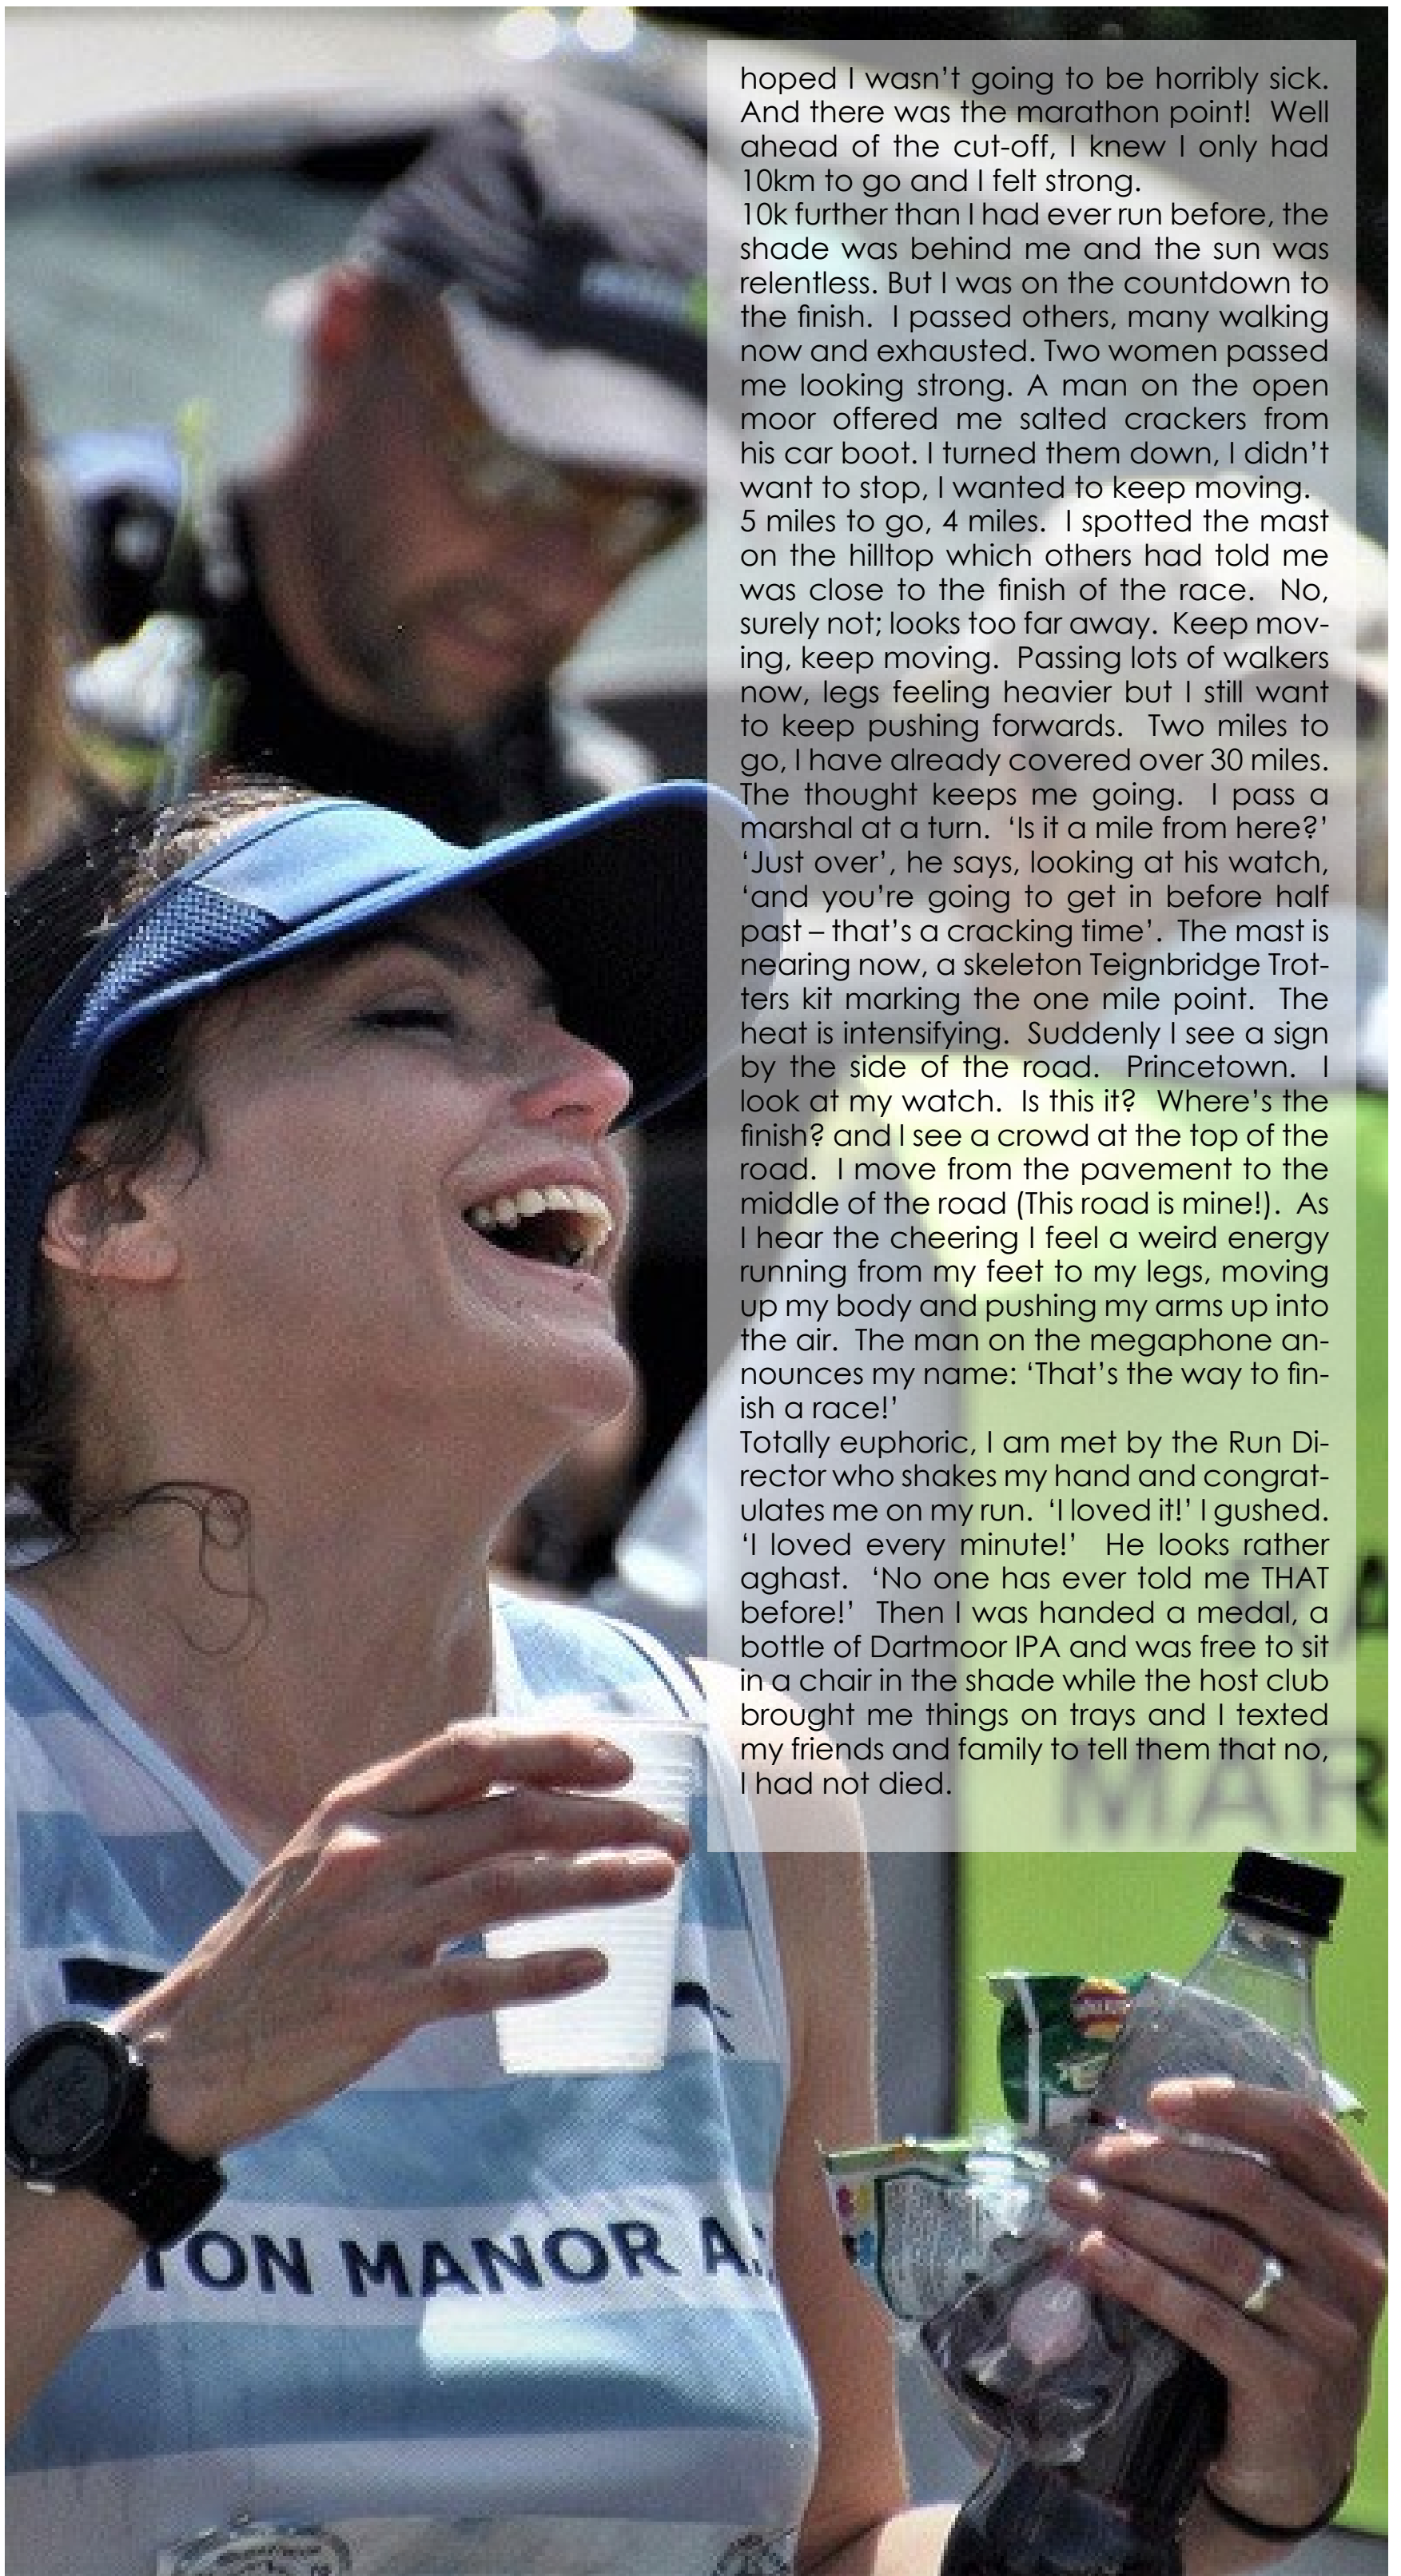 hoped I wasn't going to be horribly sick.
And there was the marathon point!  Well
ahead of the cut-off, I knew I only had
10km to go and I felt strong.
10k further than I had ever run before, the
shade was behind me and the sun was
relentless. But I was on the countdown to
the finish.  I passed others, many walking
now and exhausted. Two women passed
me looking strong. A man on the open
moor offered me salted crackers from
his car boot. I turned them down, I didn't
want to stop, I wanted to keep moving.
5 miles to go, 4 miles.  I spotted the mast
on the hilltop which others had told me
was close to the finish of the race.  No,
surely not; looks too far away.  Keep mov-
ing, keep moving.  Passing lots of walkers
now, legs feeling heavier but I still want
to keep pushing forwards.  Two miles to
go, I have already covered over 30 miles.
The thought keeps me going.  I pass a
marshal at a turn.  ‘Is it a mile from here?’
‘Just over’, he says, looking at his watch,
‘and you’re going to get in before half
past – that’s a cracking time’.  The mast is
nearing now, a skeleton Teignbridge Trot-
ters kit marking the one mile point.  The
heat is intensifying.  Suddenly I see a sign
by the side of the road.  Princetown.  I
look at my watch.  Is this it?  Where’s the
finish? and I see a crowd at the top of the
road.  I move from the pavement to the
middle of the road (This road is mine!).  As
I hear the cheering I feel a weird energy
running from my feet to my legs, moving
up my body and pushing my arms up into
the air.  The man on the megaphone an-
nounces my name: ‘That’s the way to fin-
ish a race!’
Totally euphoric, I am met by the Run Di-
rector who shakes my hand and congrat-
ulates me on my run.  ‘I loved it!’ I gushed.
‘I loved every minute!’  He looks rather
aghast.  ‘No one has ever told me THAT
before!’  Then I was handed a medal, a
bottle of Dartmoor IPA and was free to sit
in a chair in the shade while the host club
brought me things on trays and I texted
my friends and family to tell them that no,
I had not died.
TON MANOR A.